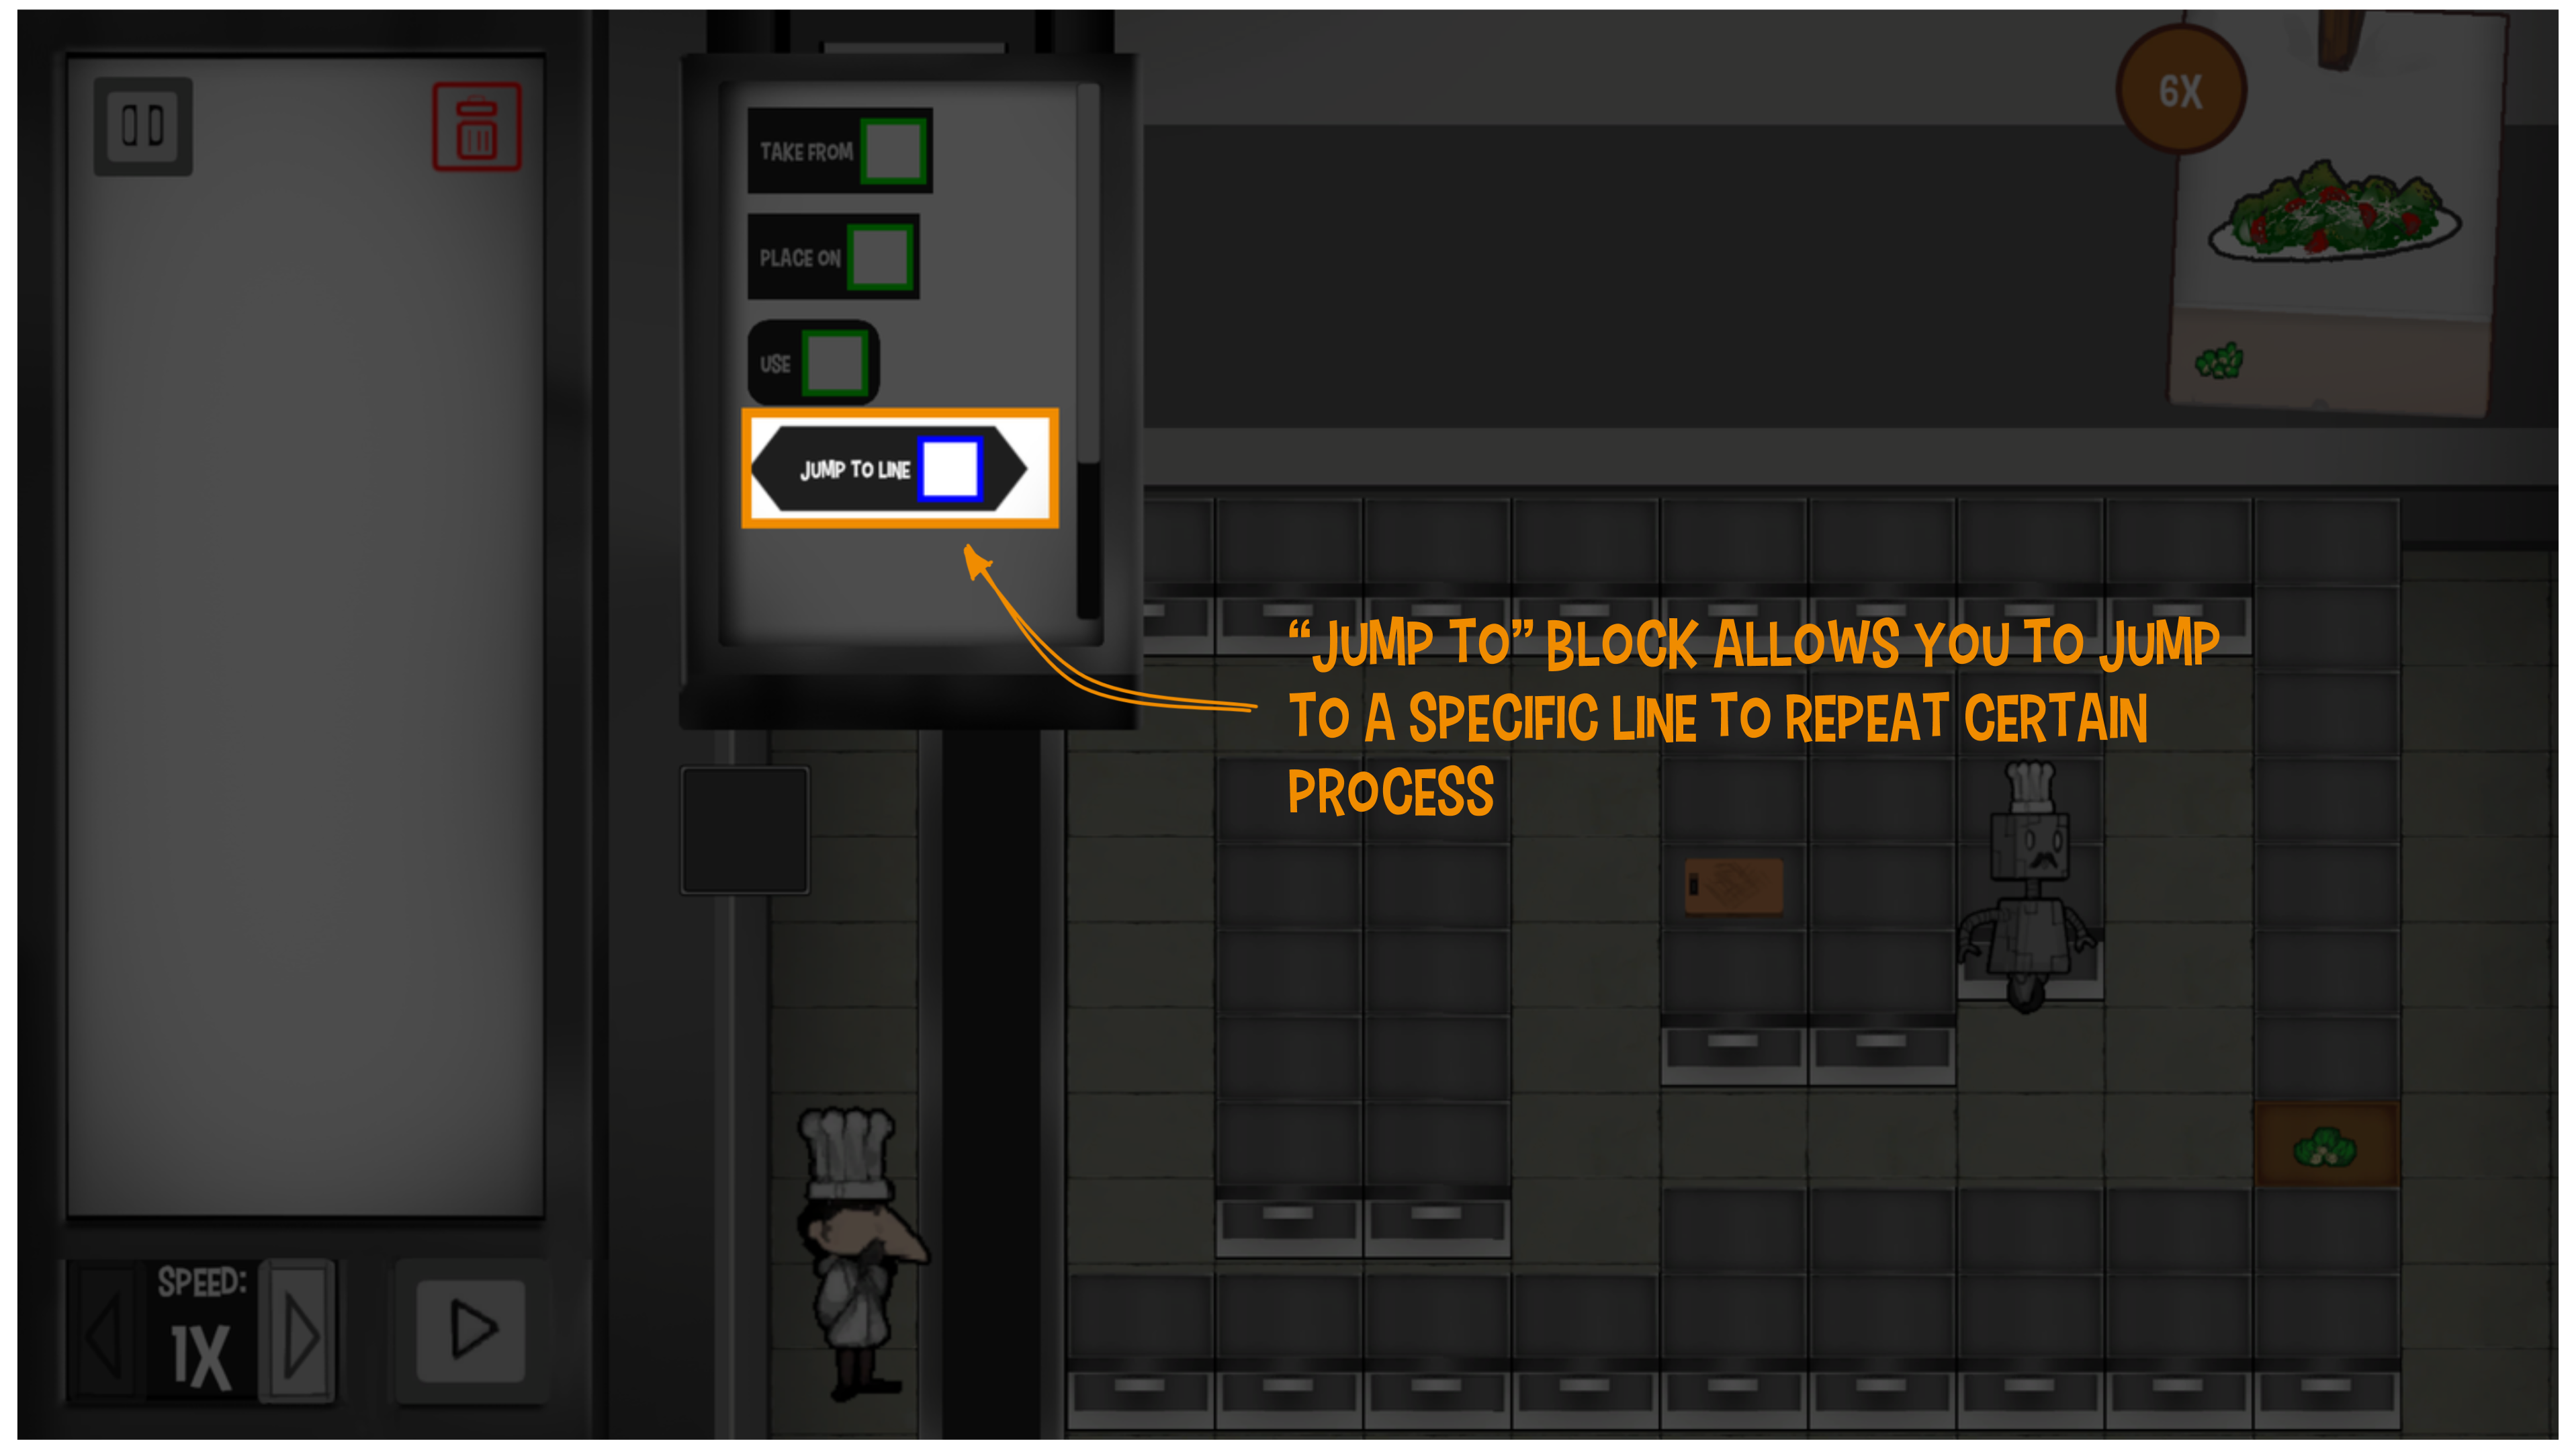 TAKE FROM
PLACE ON
USE
JUMP TO LINE
6X
“JUMP TO” BLOCK ALLOWS YOU TO JUMP
TO A SPECIFIC LINE TO REPEAT CERTAIN
PROCESS
SPEED:
1X